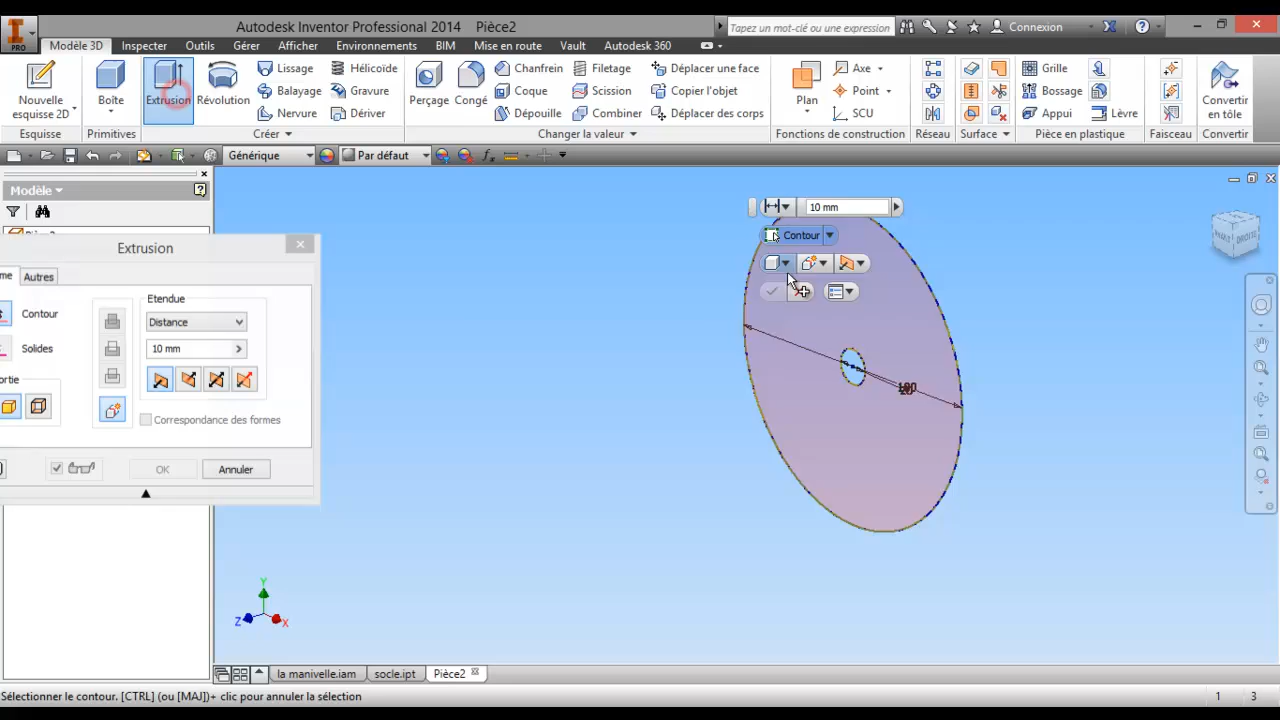 Autodesk Inventor Professional 2014 Pièce2
Tapez un mot-clé ou une expression
Connexion
PRO
Modèle 3D Inspecter Outils Gérer Afficher Environnements BIM Mise en route Vault Autodesk 360
Nouvelle esquisse 2D
Boîte
Extrusion
Révolution
Lissage
Balayage
Nervure
Hélicoïde
Gravure
Dériver
Perçage
Congé
Chanfrein
Coque
Dépouille
Filetage
Scission
Combiner
Déplacer une face
Copier l'objet
Déplacer des corps
Plan
Axe
Point
SCU
Grille
Bossage
Appui
Lèvre
Convertir en tôle
Esquisse Primitives Créer Changer la valeur Fonctions de construction Réseau Surface Pièce en plastique Faisceau Convertir
Générique Par défaut
Modèle
10 mm
Contour
Extrusion
Autres
Contour
Solides
Etendue
Distance
10 mm
Correspondance des formes
OK Annuler
DROITE
Y
Z
X
la manivelle.iam socle.ipt Pièce2
Sélectionner le contour. [CTRL] (ou [MAJ])+ clic pour annuler la sélection
1 3